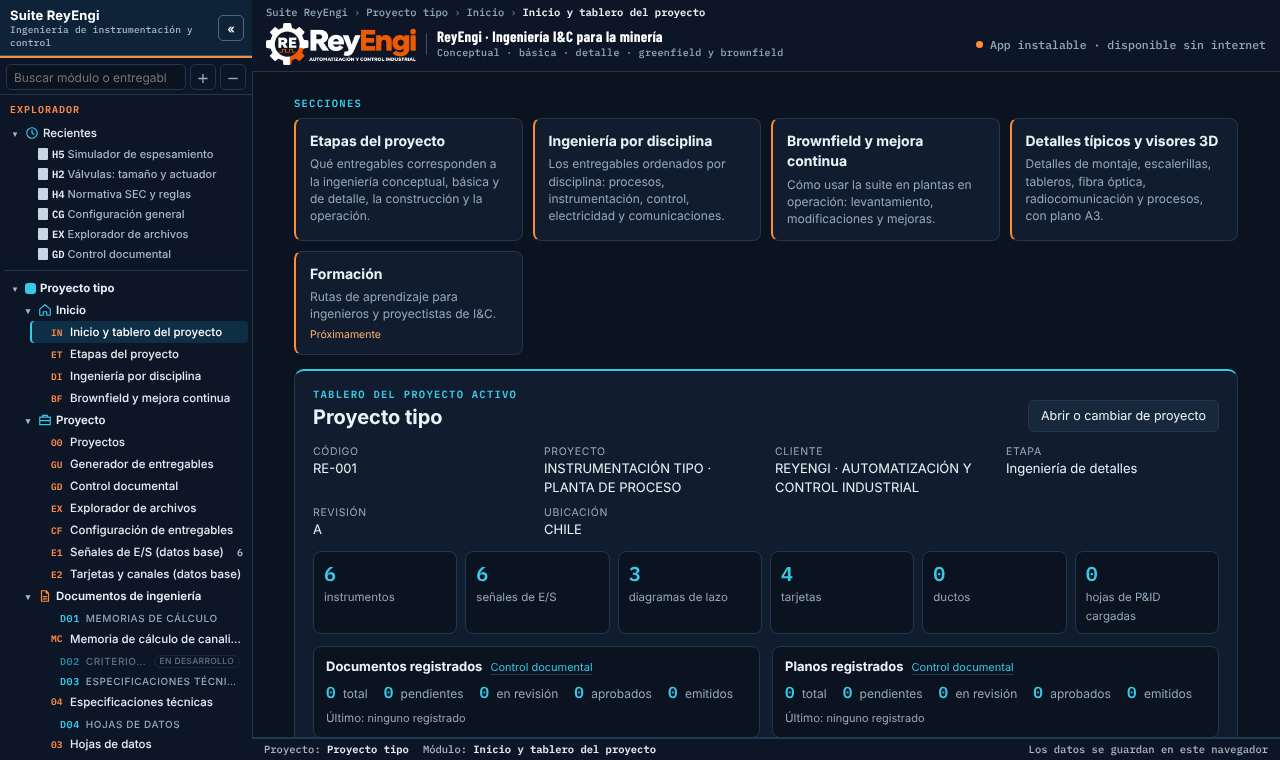 Suite ReyEngi
Ingeniería de instrumentación y
control
«
Buscar módulo o entregabl
+
−
EXPLORADOR
Recientes
H5 Simulador de espesamiento
H2 Válvulas: tamaño y actuador
H4 Normativa SEC y reglas
CG Configuración general
EX Explorador de archivos
GD Control documental
Proyecto tipo
Inicio
IN Inicio y tablero del proyecto
ET Etapas del proyecto
DI Ingeniería por disciplina
BF Brownfield y mejora continua
Proyecto
00 Proyectos
GU Generador de entregables
GD Control documental
EX Explorador de archivos
CF Configuración de entregables
E1 Señales de E/S (datos base) 6
E2 Tarjetas y canales (datos base)
Documentos de ingeniería
D01 MEMORIAS DE CÁLCULO
MC Memoria de cálculo de canali...
D02 CRITERIO... EN DESARROLLO
D03 ESPECIFICACIONES TÉCNI...
04 Especificaciones técnicas
D04 HOJAS DE DATOS
03 Hojas de datos
Suite ReyEngi › Proyecto tipo › Inicio › Inicio y tablero del proyecto
RE ReyEngi
AUTOMATIZACIÓN Y CONTROL INDUSTRIAL
ReyEngi · Ingeniería I&C para la minería
Conceptual · básica · detalle · greenfield y brownfield
App instalable · disponible sin internet
SECCIONES
Etapas del proyecto
Qué entregables corresponden a
la ingeniería conceptual, básica y
de detalle, la construcción y la
operación.
Ingeniería por disciplina
Los entregables ordenados por
disciplina: procesos,
instrumentación, control,
electricidad y comunicaciones.
Brownfield y mejora
continua
Cómo usar la suite en plantas en
operación: levantamiento,
modificaciones y mejoras.
Detalles típicos y visores 3D
Detalles de montaje, escalerillas,
tableros, fibra óptica,
radiocomunicación y procesos,
con plano A3.
Formación
Rutas de aprendizaje para
ingenieros y proyectistas de I&C.
Próximamente
TABLERO DEL PROYECTO ACTIVO
Proyecto tipo
Abrir o cambiar de proyecto
CÓDIGO
RE-001
PROYECTO
INSTRUMENTACIÓN TIPO ·
PLANTA DE PROCESO
CLIENTE
REYENGI · AUTOMATIZACIÓN Y
CONTROL INDUSTRIAL
ETAPA
Ingeniería de detalles
REVISIÓN
A
UBICACIÓN
CHILE
6
instrumentos
6
señales de E/S
3
diagramas de lazo
4
tarjetas
0
ductos
0
hojas de P&ID
cargadas
Documentos registrados Control documental
0 total 0 pendientes 0 en revisión 0 aprobados 0 emitidos
Último: ninguno registrado
Planos registrados Control documental
0 total 0 pendientes 0 en revisión 0 aprobados 0 emitidos
Último: ninguno registrado
Proyecto: Proyecto tipo Módulo: Inicio y tablero del proyecto
Los datos se guardan en este navegador